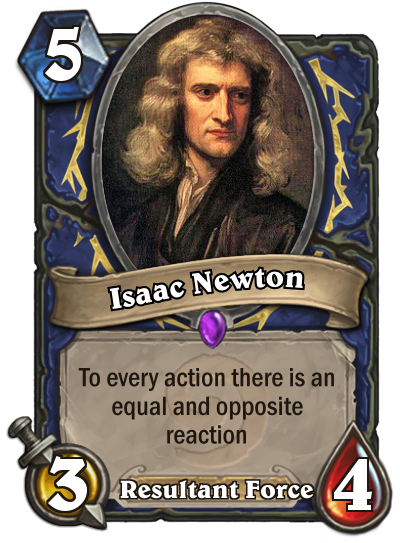 5
Isaac Newton
To every action there is an
equal and opposite
reaction
3
Resultant Force
4